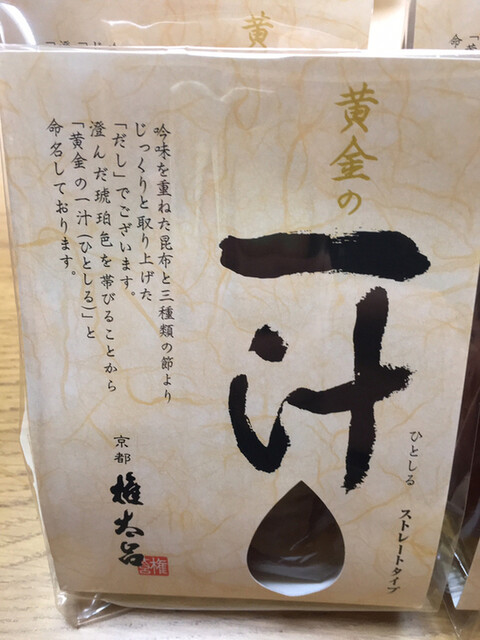 黄金の
一汁
ひとしる
ストレートタイプ
吟味を重ねた昆布と三種類の節より
じっくりと取り上げた
「だし」でございます。
澄んだ琥珀色を帯びることから
「黄金の一汁(ひとしる)」と
命名しております。
京都
権太呂